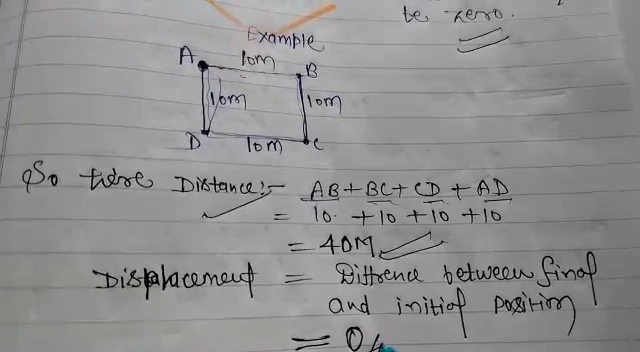 be zero.
Example
A 10m B
10m 10m
D 10m C
So here Distance:- AB+BC+CD+AD
= 10. +10 +10 +10
= 40M
Displacement = Diffrence between final
and initial position
= 0